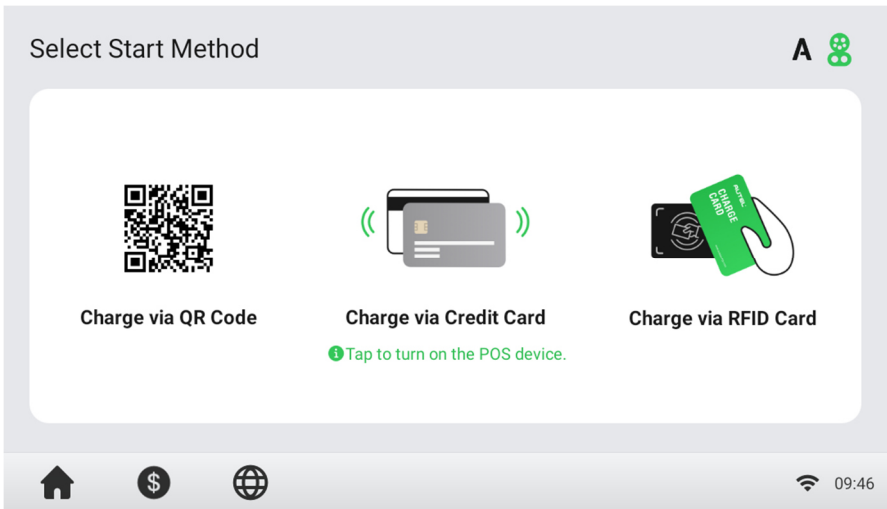 Select Start Method
A
AUTEL
CHARGE
CARD
Charge via QR Code
Charge via Credit Card
Charge via RFID Card
Tap to turn on the POS device.
09:46